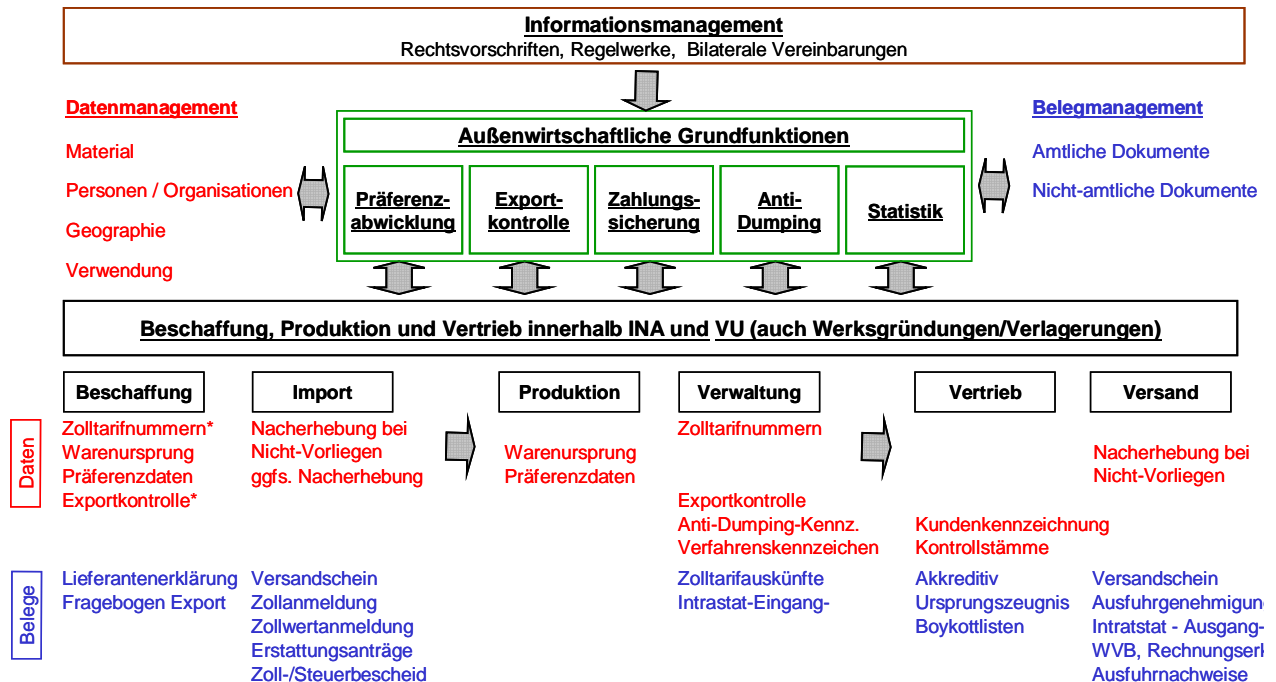 Informationsmanagement
Rechtsvorschriften, Regelwerke, Bilaterale Vereinbarungen
Datenmanagement
Material
Personen / Organisationen
Geographie
Verwendung
Außenwirtschaftliche Grundfunktionen
Präferenz-
abwicklung
Export-
kontrolle
Zahlungs-
sicherung
Anti-
Dumping
Statistik
Belegmanagement
Amtliche Dokumente
Nicht-amtliche Dokumente
Beschaffung, Produktion und Vertrieb innerhalb INA und VU (auch Werksgründungen/Verlagerungen)
Beschaffung
Import
Produktion
Verwaltung
Vertrieb
Versand
Daten
Zolltarifnummern*
Warenursprung
Präferenzdaten
Exportkontrolle*
Nacherhebung bei
Nicht-Vorliegen
ggfs. Nacherhebung
Warenursprung
Präferenzdaten
Zolltarifnummern
Exportkontrolle
Anti-Dumping-Kennz.
Verfahrenskennzeichen
Kundenkennzeichnung
Kontrollstämme
Nacherhebung bei
Nicht-Vorliegen
Belege
Lieferantenerklärung
Fragebogen Export
Versandschein
Zollanmeldung
Zollwertanmeldung
Erstattungsanträge
Zoll-/Steuerbescheid
Zolltarifauskünfte
Intrastat-Eingang-
Akkreditiv
Ursprungszeugnis
Boykottlisten
Versandschein
Intratstat - Ausgang-
WVB,
Ausfuhrnachweise